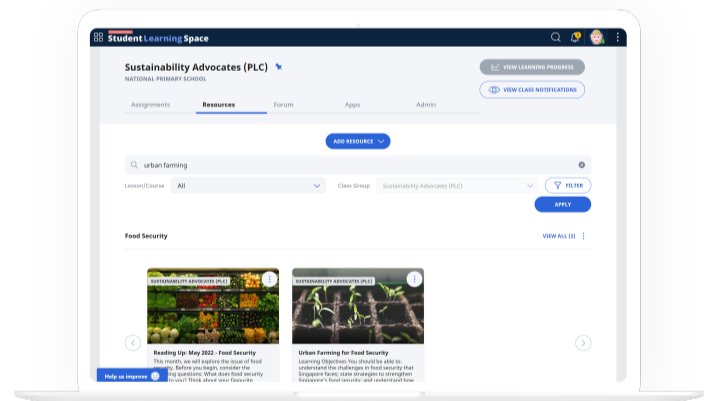 Student Learning Space
Sustainability Advocates (PLC)
NATIONAL PRIMARY SCHOOL
VIEW LEARNING PROGRESS
VIEW CLASS NOTIFICATIONS
Assignments Resources Forum Apps Admin
ADD RESOURCE
urban farming
Lesson/Course All Class Group Sustainability Advocates (PLC) FILTER
APPLY
Food Security VIEW ALL (2)
SUSTAINABILITY ADVOCATES (PLC) SUSTAINABILITY ADVOCATES (PLC)
Reading Up: May 2022 - Food Security
This month, we will explore the issue of food
security. Before you begin, consider the
questions: What does food security
to you? Think about your favourite
Urban Farming for Food Security
Learning Objectives You should be able to:
understand the challenges in food security that
Singapore faces; state strategies to strengthen
Singapore's food security; and understand how
Help us improve